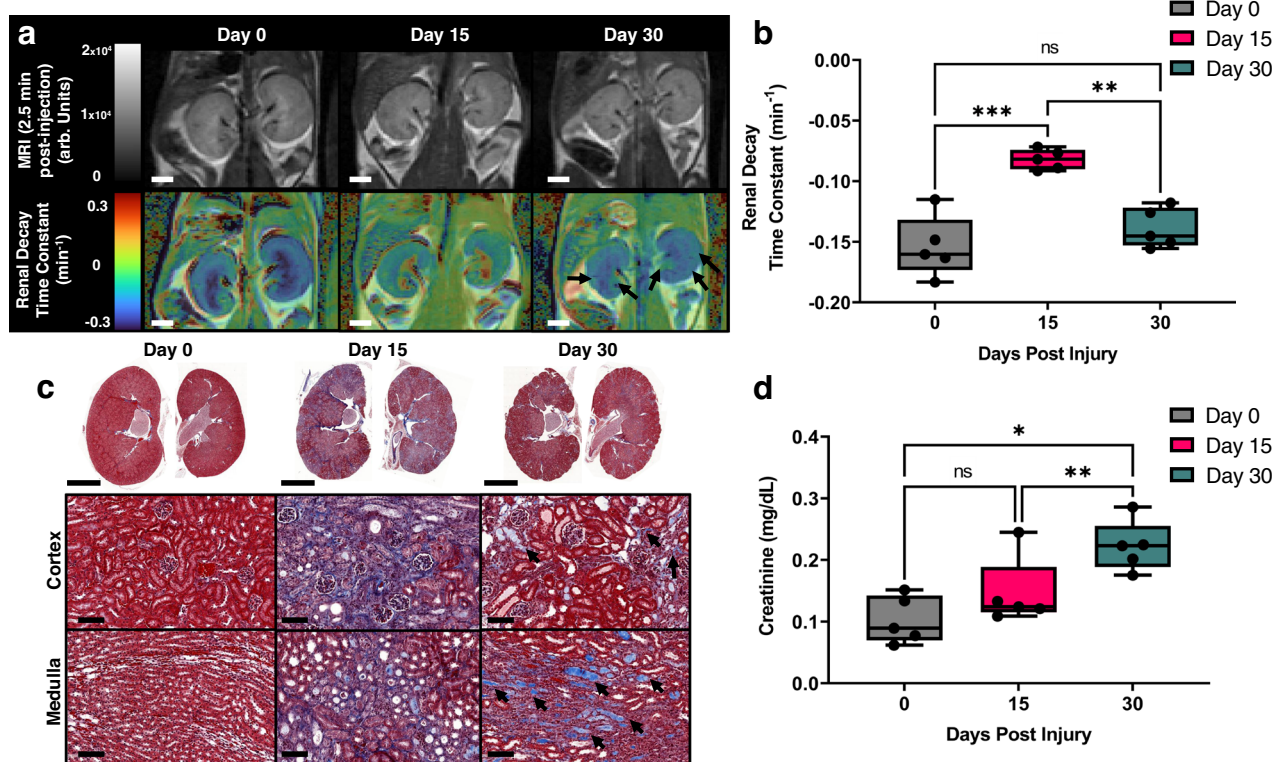 a
Day 0
Day 15
Day 30
MRI (2.5 min
post-injection)
(arb. Units)
2x10⁴
1x10⁴
0
Renal Decay
Time Constant
(min⁻¹)
0.3
0
-0.3
b
Day 0
Day 15
Day 30
Renal Decay
Time Constant (min⁻¹)
0.00
-0.05
-0.10
-0.15
-0.20
ns
***
**
0
15
30
Days Post Injury
c
Day 0
Day 15
Day 30
Cortex
Medulla
d
Day 0
Day 15
Day 30
Creatinine (mg/dL)
0.4
0.3
0.2
0.1
0.0
*
ns
**
0
15
30
Days Post Injury